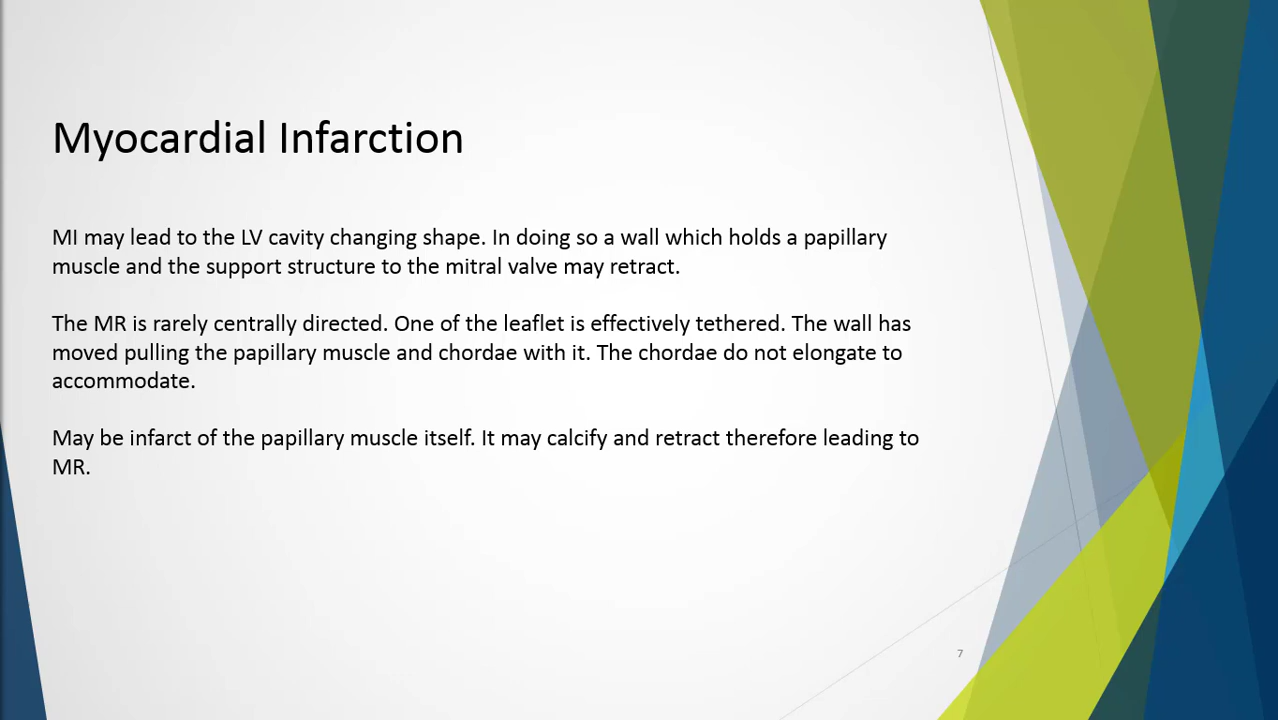 Myocardial Infarction
MI may lead to the LV cavity changing shape. In doing so a wall which holds a papillary
muscle and the support structure to the mitral valve may retract.
The MR is rarely centrally directed. One of the leaflet is effectively tethered. The wall has
moved pulling the papillary muscle and chordae with it. The chordae do not elongate to
accommodate.
May be infarct of the papillary muscle itself. It may calcify and retract therefore leading to
MR.
7